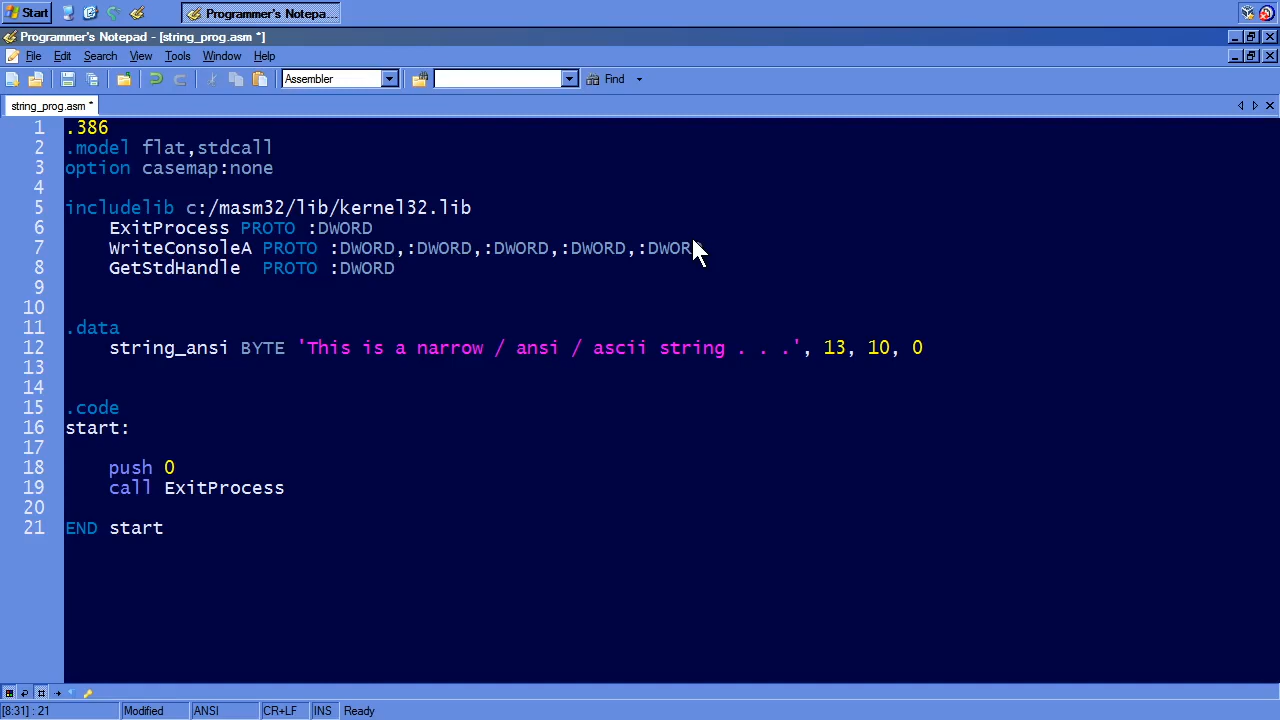 Start
Programmer's Notepa...
Programmer's Notepad - [string_prog.asm *]
File Edit Search View Tools Window Help
Assembler Find
string_prog.asm *
1 .386
2 .model flat,stdcall
3 option casemap:none
4
5 includelib c:/masm32/lib/kernel32.lib
6 ExitProcess PROTO :DWORD
7 WriteConsoleA PROTO :DWORD,:DWORD,:DWORD,:DWORD,:DWORD
8 GetStdHandle PROTO :DWORD
9
10
11 .data
12 string_ansi BYTE 'This is a narrow / ansi / ascii string . . .', 13, 10, 0
13
14
15 .code
16 start:
17
18 push 0
19 call ExitProcess
20
21 END start
[8:31] : 21 Modified ANSI CR+LF INS Ready